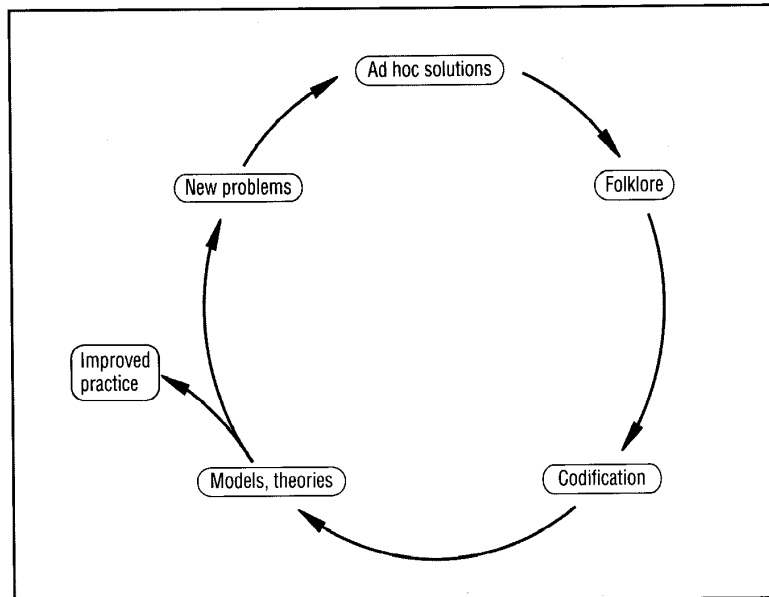 Ad hoc solutions
New problems
Folklore
Improved
practice
Models, theories
Codification